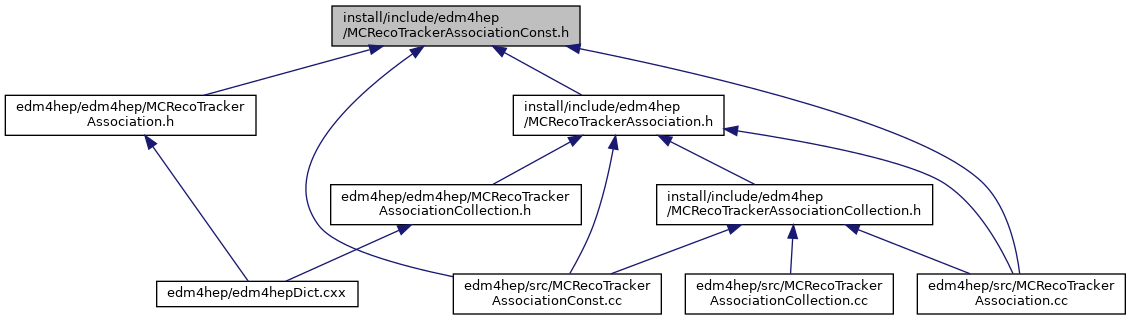 install/include/edm4hep
/MCRecoTrackerAssociationConst.h
edm4hep/edm4hep/MCRecoTracker
Association.h
install/include/edm4hep
/MCRecoTrackerAssociation.h
edm4hep/edm4hep/MCRecoTracker
AssociationCollection.h
install/include/edm4hep
/MCRecoTrackerAssociationCollection.h
edm4hep/edm4hepDict.cxx
edm4hep/src/MCRecoTracker
AssociationConst.cc
edm4hep/src/MCRecoTracker
AssociationCollection.cc
edm4hep/src/MCRecoTracker
Association.cc